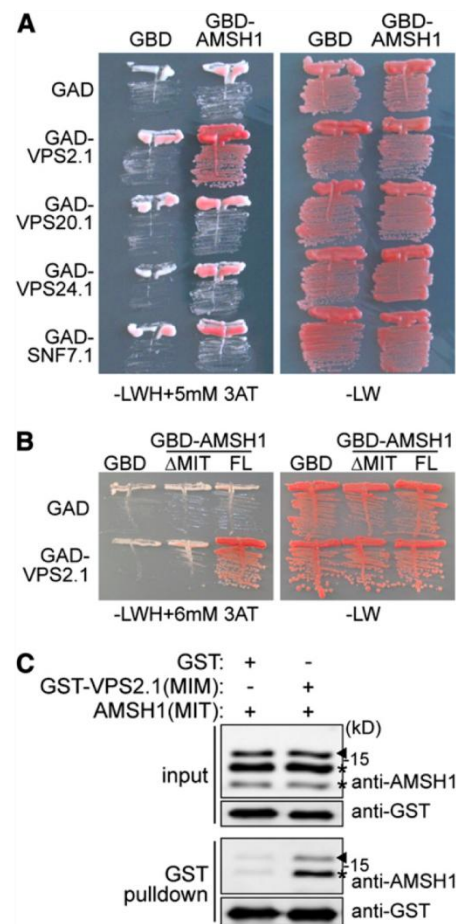 A
GBD GBD-AMSH1 GBD GBD-AMSH1
GAD
GAD-VPS2.1
GAD-VPS20.1
GAD-VPS24.1
GAD-SNF7.1
-LWH+5mM 3AT -LW
B
GBD-AMSH1 GBD-AMSH1
GBD ΔMIT FL GBD ΔMIT FL
GAD
GAD-VPS2.1
-LWH+6mM 3AT -LW
C
GST: + -
GST-VPS2.1(MIM) - +
AMSH1(MIT) + +
(kD)
input
-15
*
* anti-AMSH1
anti-GST
GST pulldown
-15
* anti-AMSH1
anti-GST